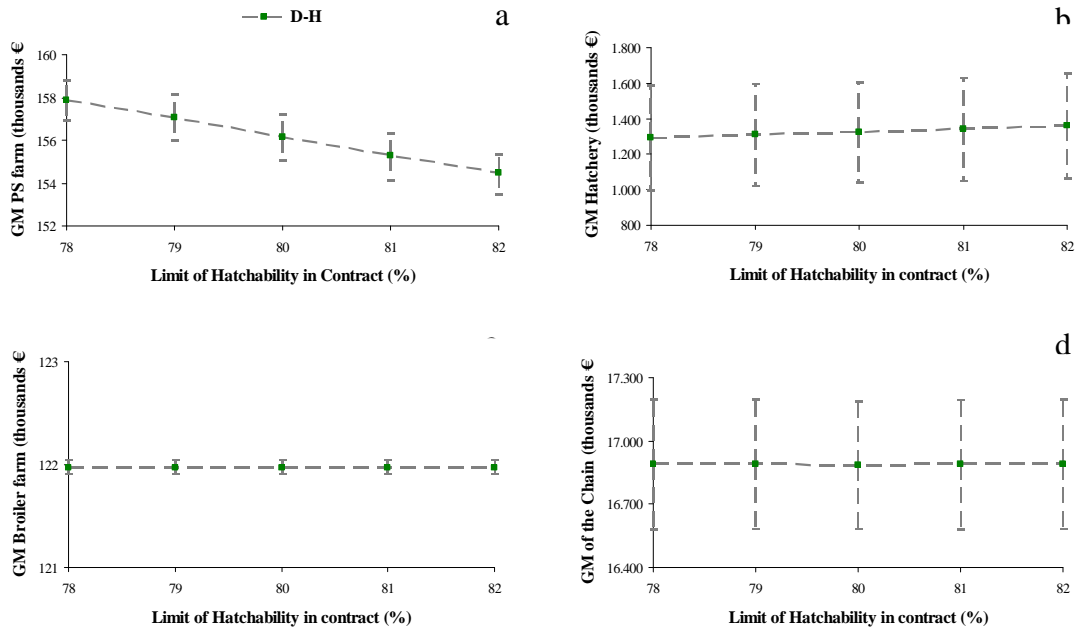 D-H
a
GM PS farm (thousands €
160
158
156
154
152
78 79 80 81 82
Limit of Hatchability in Contract (%)
b
GM Hatchery (thousands €)
1.800
1.600
1.400
1.200
1.000
800
78 79 80 81 82
Limit of Hatchability in contract (%)
GM Broiler farm (thousands €
123
122
121
78 79 80 81 82
Limit of Hatchability in contract (%)
d
GM of the Chain (thousands €
17.300
17.000
16.700
16.400
78 79 80 81 82
Limit of Hatchability in contract (%)